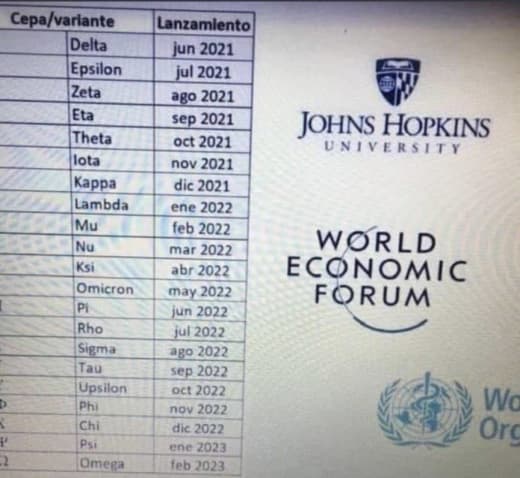 Cepa/variante Lanzamiento
Delta jun 2021
Epsilon jul 2021
Zeta ago 2021
Eta sep 2021
Theta oct 2021
Iota nov 2021
Kappa dic 2021
Lambda ene 2022
Mu feb 2022
Nu mar 2022
Ksi abr 2022
Omicron may 2022
Pi jun 2022
Rho jul 2022
Sigma ago 2022
Tau sep 2022
Upsilon oct 2022
Phi nov 2022
Chi dic 2022
Psi ene 2023
Omega feb 2023
JOHNS HOPKINS
UNIVERSITY
WORLD
ECONOMIC
FORUM
Wo
Org